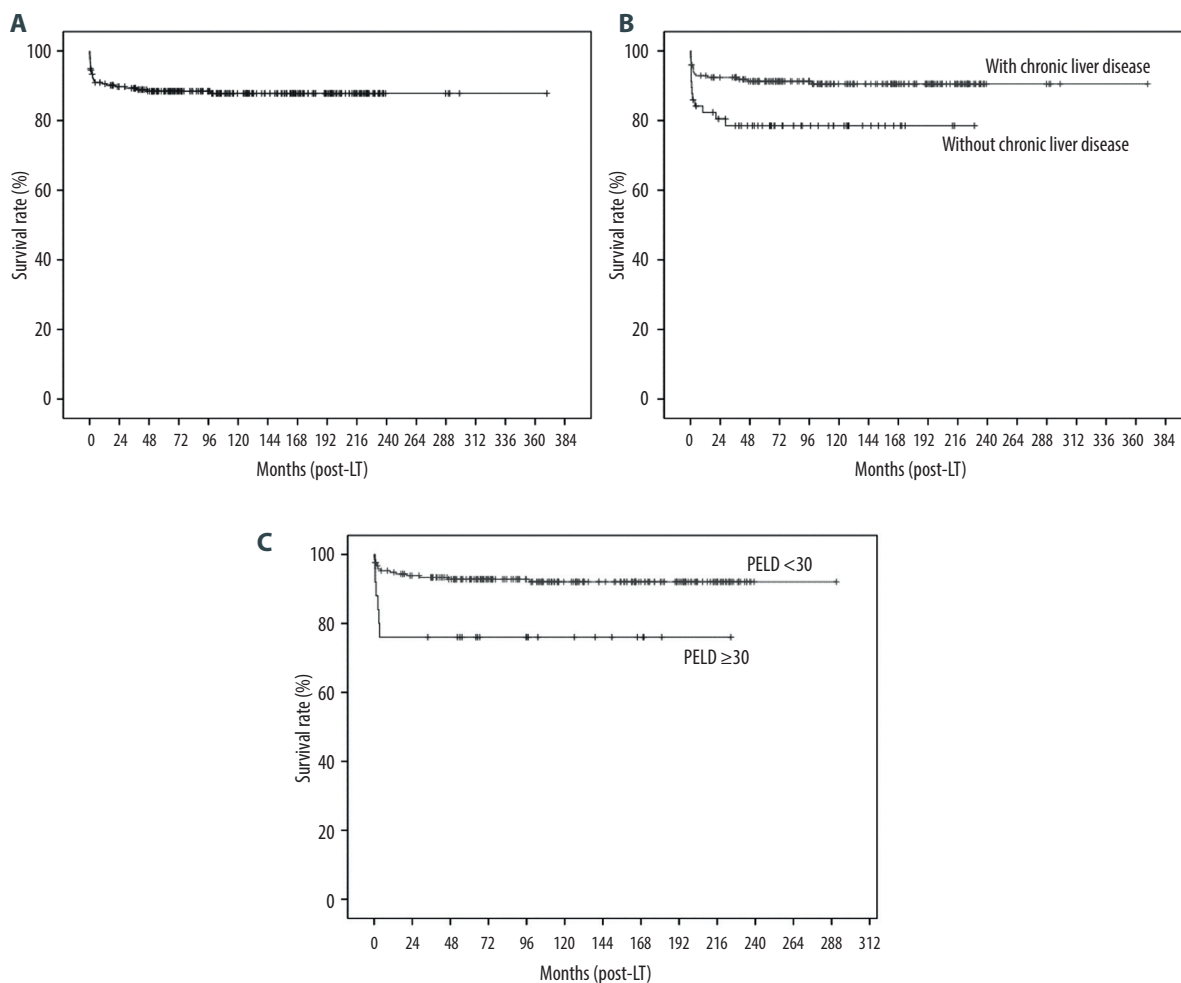 A
100
80
60
40
20
0
Survival rate (%)
0 24 48 72 96 120 144 168 192 216 240 264 288 312 336 360 384
Months (post-LT)
B
100
80
60
40
20
0
Survival rate (%)
With chronic liver disease
Without chronic liver disease
0 24 48 72 96 120 144 168 192 216 240 264 288 312 336 360 384
Months (post-LT)
C
100
80
60
40
20
0
Survival rate (%)
PELD <30
PELD ≥30
0 24 48 72 96 120 144 168 192 216 240 264 288 312
Months (post-LT)